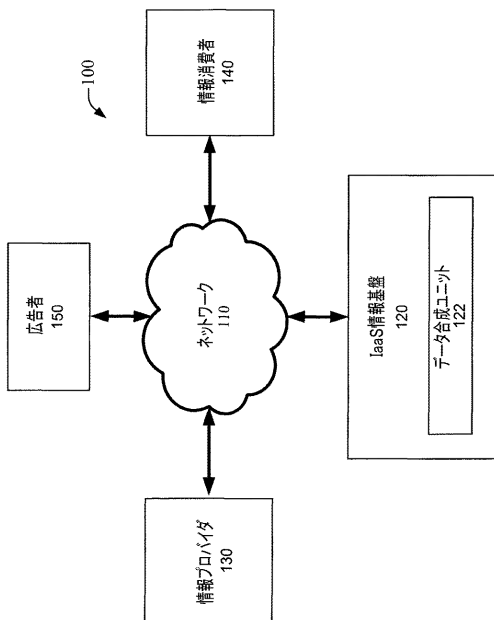 100
広告者
150
情報消費者
140
ネットワーク
110
情報プロバイダ
130
IaaS情報基盤
120
データ合成ユニット
122